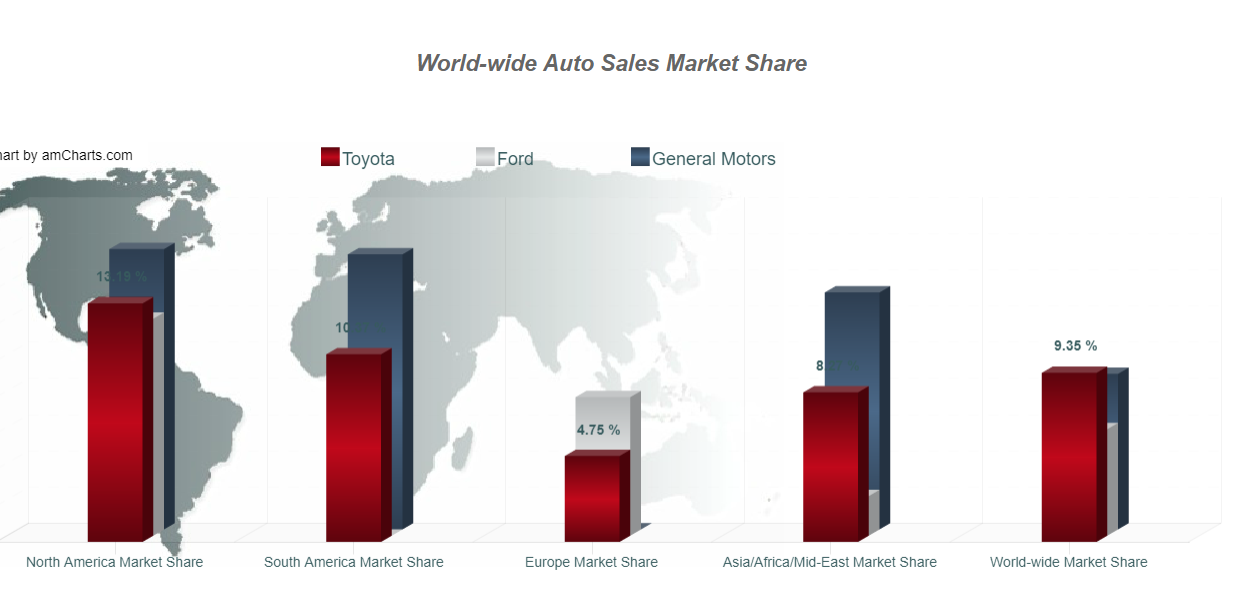 World-wide Auto Sales Market Share
hart by amCharts.com
Toyota
Ford
General Motors
13.19 %
4.75 %
9.35 %
North America Market Share
South America Market Share
Europe Market Share
Asia/Africa/Mid-East Market Share
World-wide Market Share